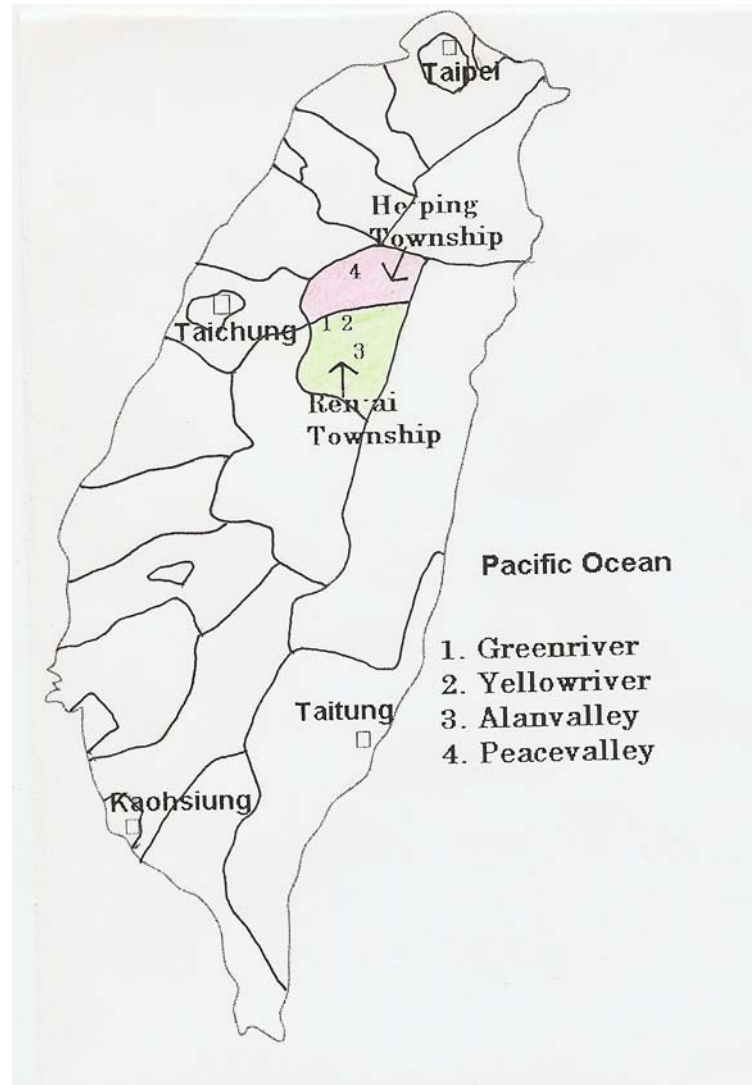 Taipei
He-ping
Township
4
Taichung
1 2
3
Ren-ai
Township
Pacific Ocean
1. Greenriver
2. Yellowriver
3. Alanvalley
4. Peacevalley
Taitung
Kaohsiung